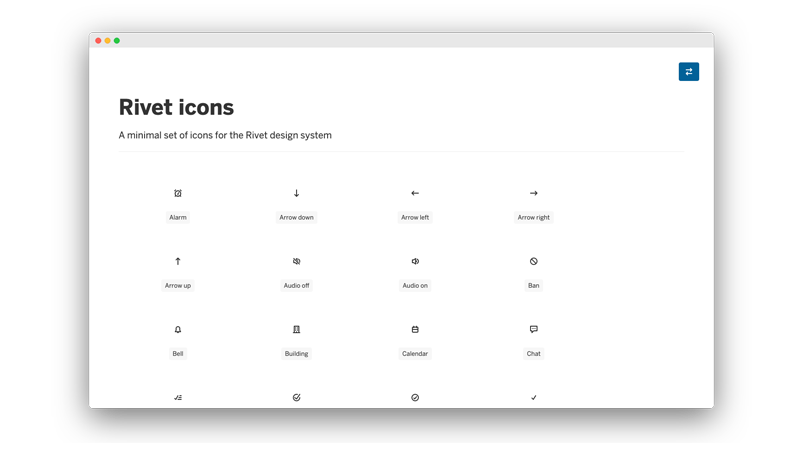 Rivet icons
A minimal set of icons for the Rivet design system
Alarm
Arrow down
Arrow left
Arrow right
Arrow up
Audio off
Audio on
Ban
Bell
Building
Calendar
Chat